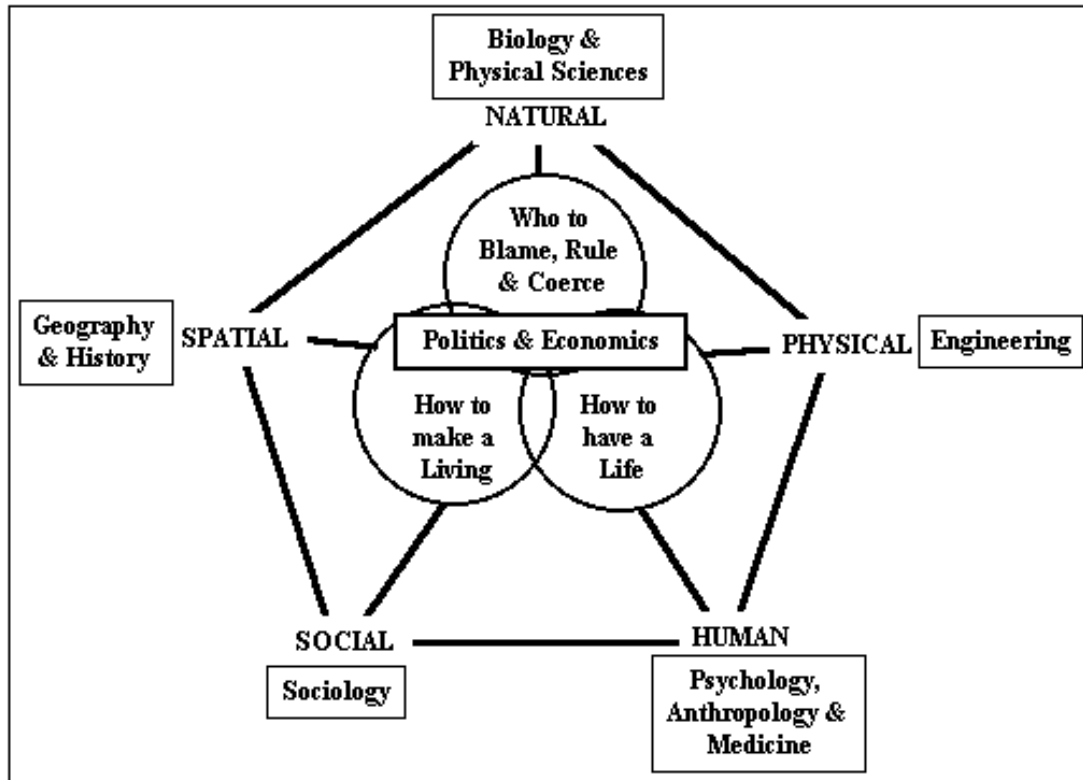 Biology &
Physical Sciences
NATURAL
Who to
Blame, Rule
& Coerce
Geography
& History
SPATIAL
Politics & Economics
PHYSICAL
Engineering
How to
make a
Living
How to
have a
Life
SOCIAL
Sociology
HUMAN
Psychology,
Anthropology &
Medicine